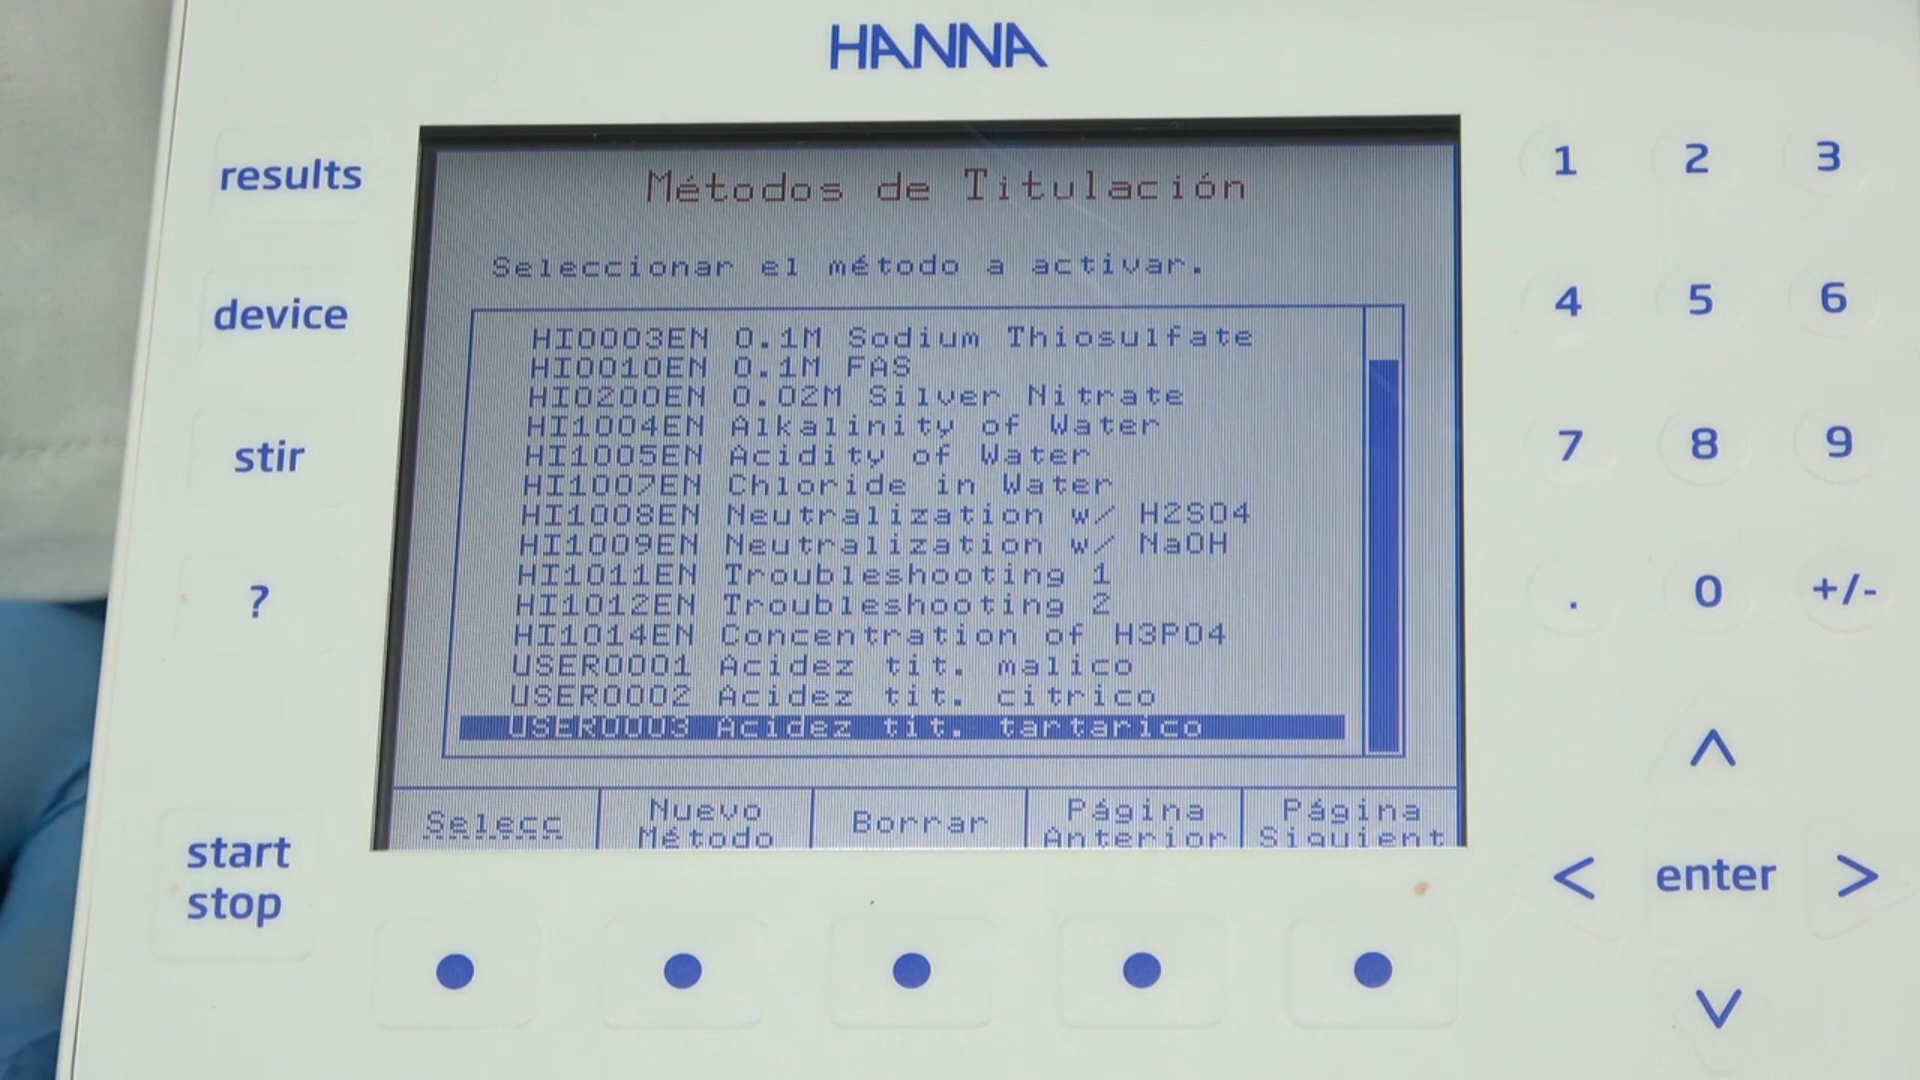 HANNA
results
device
stir
?
start
stop
Métodos de Titulación
Seleccionar el método a activar.
HI0003EN 0.1M Sodium Thiosulfate
HI0010EN 0.1M FAS
HI0200EN 0.02M Silver Nitrate
HI1004EN Alkalinity of Water
HI1005EN Acidity of Water
HI1007EN Chloride in Water
HI1008EN Neutralization w/ H2SO4
HI1009EN Neutralization w/ NaOH
HI1011EN Troubleshooting 1
HI1012EN Troubleshooting 2
HI1014EN Concentration of H3PO4
USER0001 Acidez tit. malico
USER0002 Acidez tit. citrico
USER0003 Acidez tit. tartarico
Selecc
Nuevo
Método
Borrar
Página
Anterior
Página
Siguient
1 2 3
4 5 6
7 8 9
. 0 +/-
< enter >